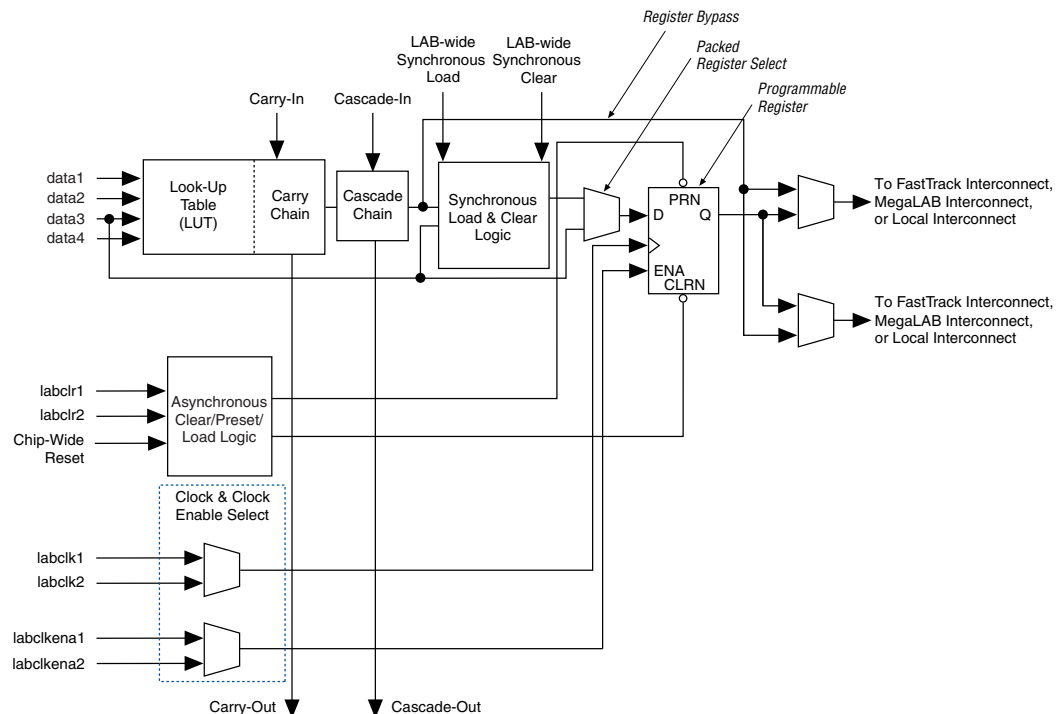 Register Bypass
Packed
Register Select
Programmable
Register
LAB-wide
Synchronous
Load
LAB-wide
Synchronous
Clear
Carry-In
Cascade-In
data1
data2
data3
data4
Look-Up
Table
(LUT)
Carry
Chain
Cascade
Chain
Synchronous
Load & Clear
Logic
PRN
D
Q
ENA
CLRN
To FastTrack Interconnect,
MegaLAB Interconnect,
or Local Interconnect
To FastTrack Interconnect,
MegaLAB Interconnect,
or Local Interconnect
labclr1
labclr2
Chip-Wide
Reset
Asynchronous
Clear/Preset/
Load Logic
Clock & Clock
Enable Select
labclk1
labclk2
labclkena1
labclkena2
Carry-Out
Cascade-Out